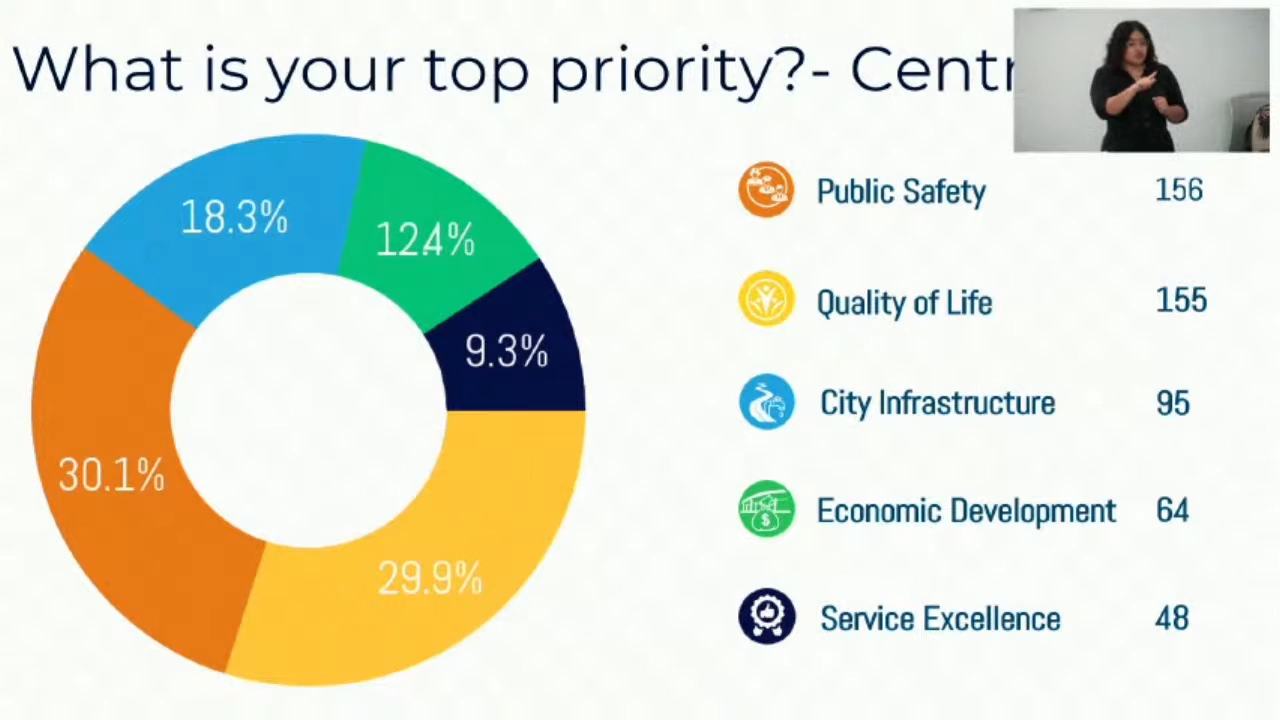 What is your top priority?- Centr
18.3%
12.4%
9.3%
30.1%
29.9%
Public Safety 156
Quality of Life 155
City Infrastructure 95
Economic Development 64
Service Excellence 48